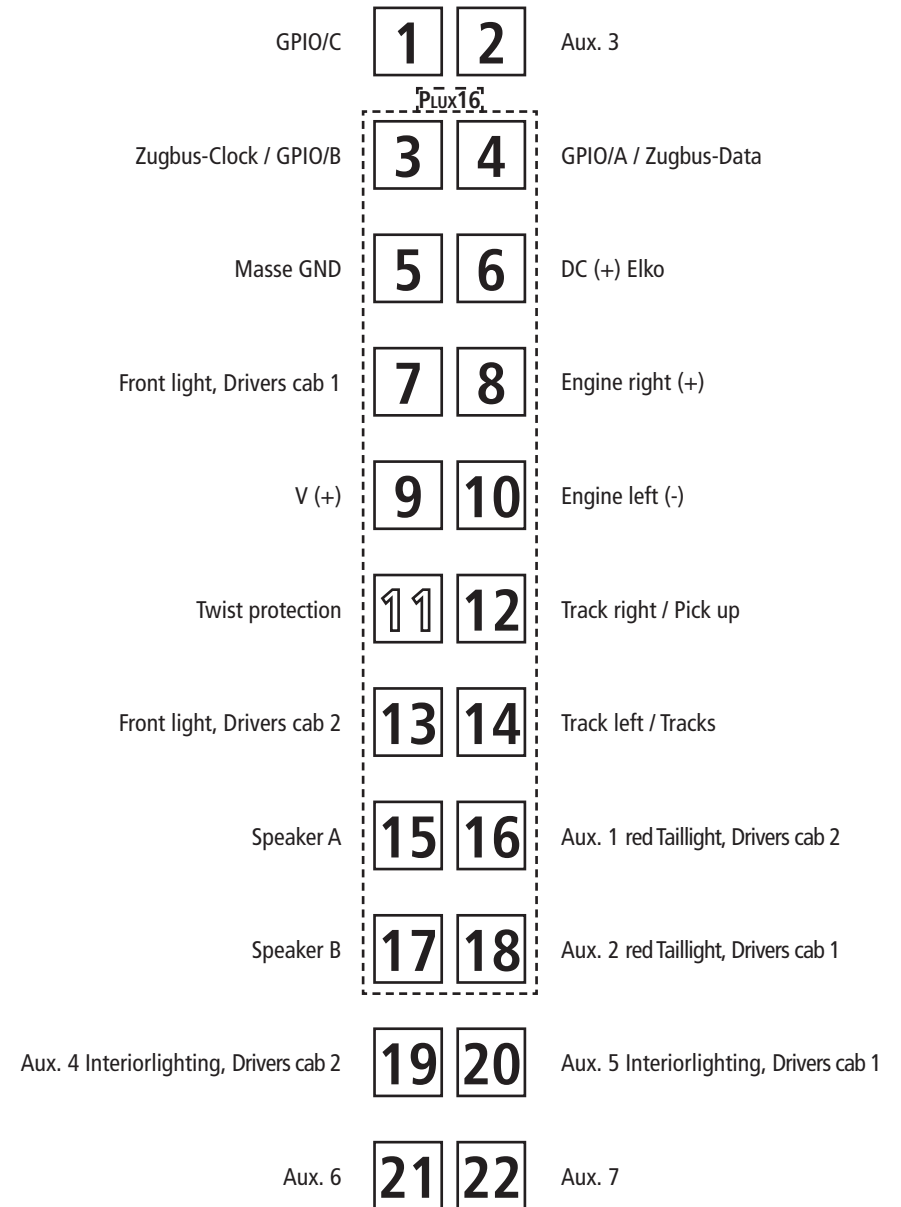 GPIO/C 1 2 Aux. 3
PLUX16
Zugbus-Clock / GPIO/B 3 4 GPIO/A / Zugbus-Data
Masse GND 5 6 DC (+) Elko
Front light, Drivers cab 1 7 8 Engine right (+)
V (+) 9 10 Engine left (-)
Twist protection 11 12 Track right / Pick up
Front light, Drivers cab 2 13 14 Track left / Tracks
Speaker A 15 16 Aux. 1 red Taillight, Drivers cab 2
Speaker B 17 18 Aux. 2 red Taillight, Drivers cab 1
Aux. 4 Interiorlighting, Drivers cab 2 19 20 Aux. 5 Interiorlighting, Drivers cab 1
Aux. 6 21 22 Aux. 7